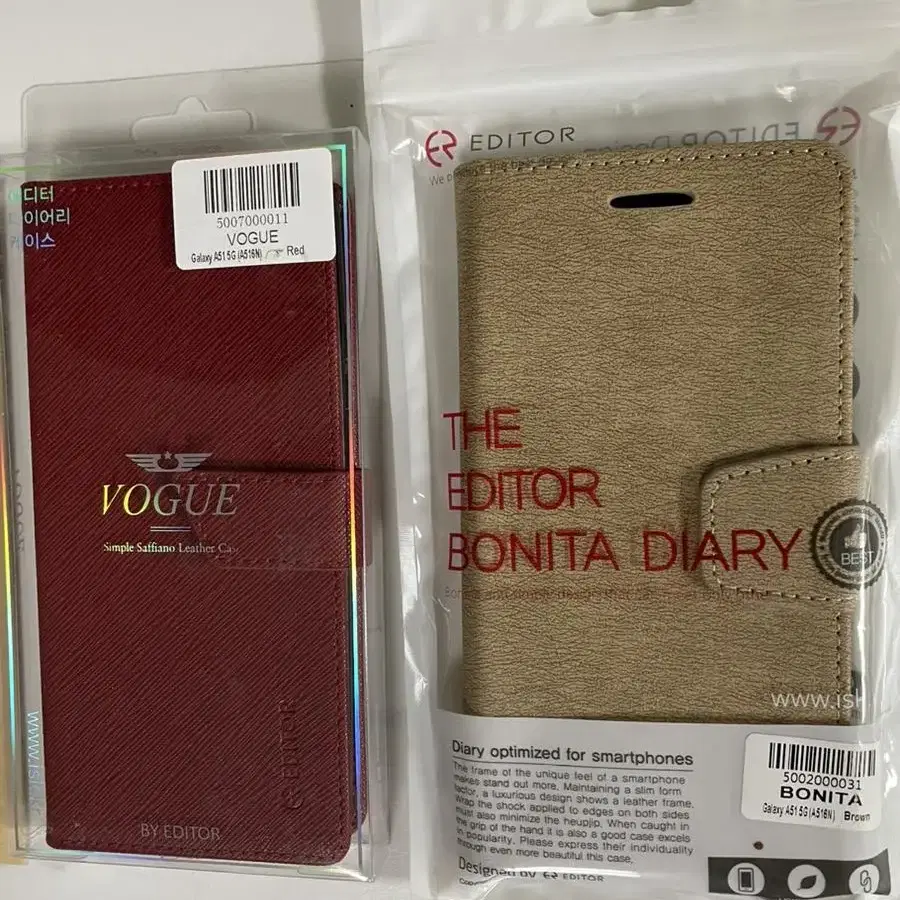 에디터
다이어리
케이스
5007000011
VOGUE
Galaxy A51 5G (A516N) Red
VOGUE
Simple Saffiano Leather Case
EDITOR
BY EDITOR
EDITOR
EDITOR
THE
EDITOR
BONITA DIARY
BEST
www.isk
Diary optimized for smartphones
The frame of the unique feel of a smartphone
makes stand out more. Maintaining a slim form
factor, a luxurious design shows a leather frame.
Wrap the shock applied to edges on both sides
must also minimize the heupjip. When caught in
the grip of the hand it is also a good case excels
in popularity. Please express their individuality
through even more beautiful this case.
Designed by EDITOR
5002000031
BONITA
Galaxy A51 5G (A516N) Brown